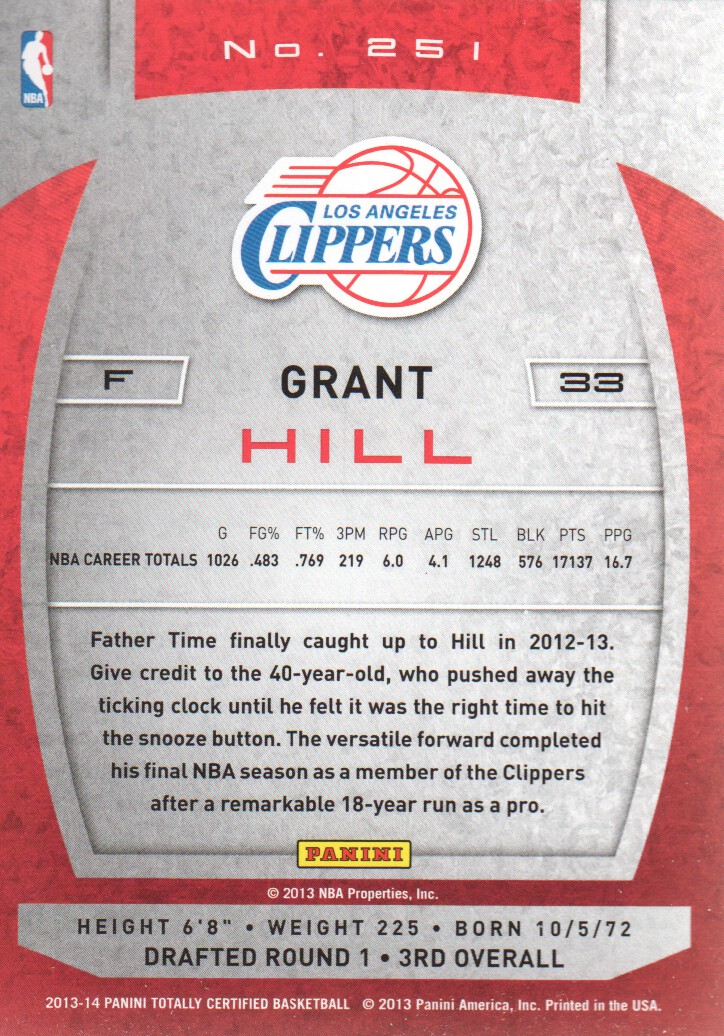 No. 251
NBA
LOS ANGELES
CLIPPERS
F
GRANT
33
HILL
G FG% FT% 3PM RPG APG STL BLK PTS PPG
NBA CAREER TOTALS 1026 .483 .769 219 6.0 4.1 1248 576 17137 16.7
Father Time finally caught up to Hill in 2012-13.
Give credit to the 40-year-old, who pushed away the
ticking clock until he felt it was the right time to hit
the snooze button. The versatile forward completed
his final NBA season as a member of the Clippers
after a remarkable 18-year run as a pro.
PANINI
© 2013 NBA Properties, Inc.
HEIGHT 6'8" • WEIGHT 225 • BORN 10/5/72
DRAFTED ROUND 1 • 3RD OVERALL
2013-14 PANINI TOTALLY CERTIFIED BASKETBALL © 2013 Panini America, Inc. Printed in the USA.